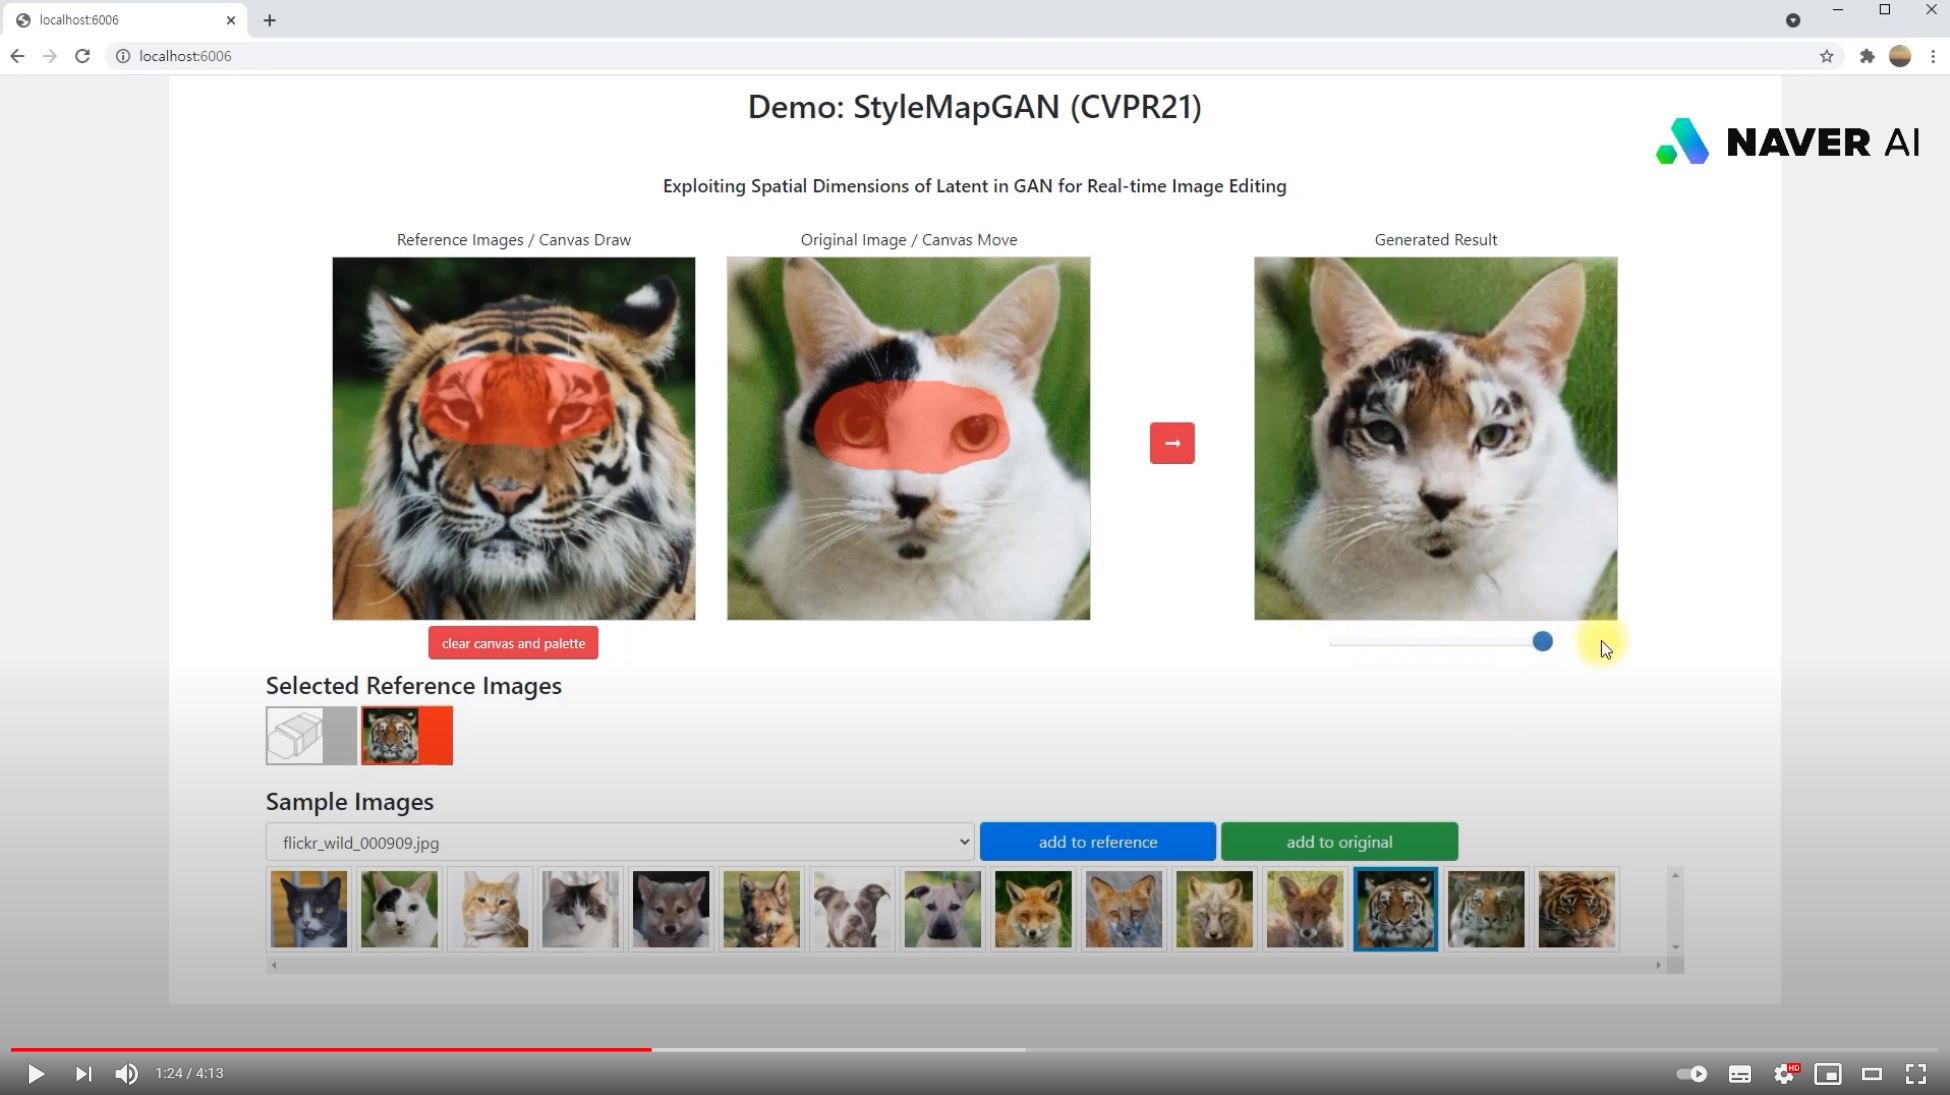 localhost:6006
localhost:6006
Demo: StyleMapGAN (CVPR21)
NAVER AI
Exploiting Spatial Dimensions of Latent in GAN for Real-time Image Editing
Reference Images / Canvas Draw
Original Image / Canvas Move
Generated Result
clear canvas and palette
Selected Reference Images
Sample Images
flickr_wild_000909.jpg
add to reference
add to original
1:24 / 4:13
HD